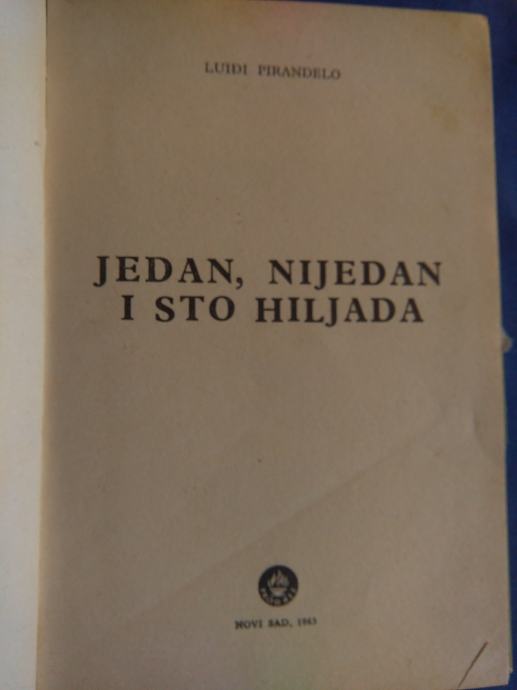 LUIDI PIRANDELO
JEDAN, NIJEDAN
I STO HILJADA
NOVI SAD, 1963